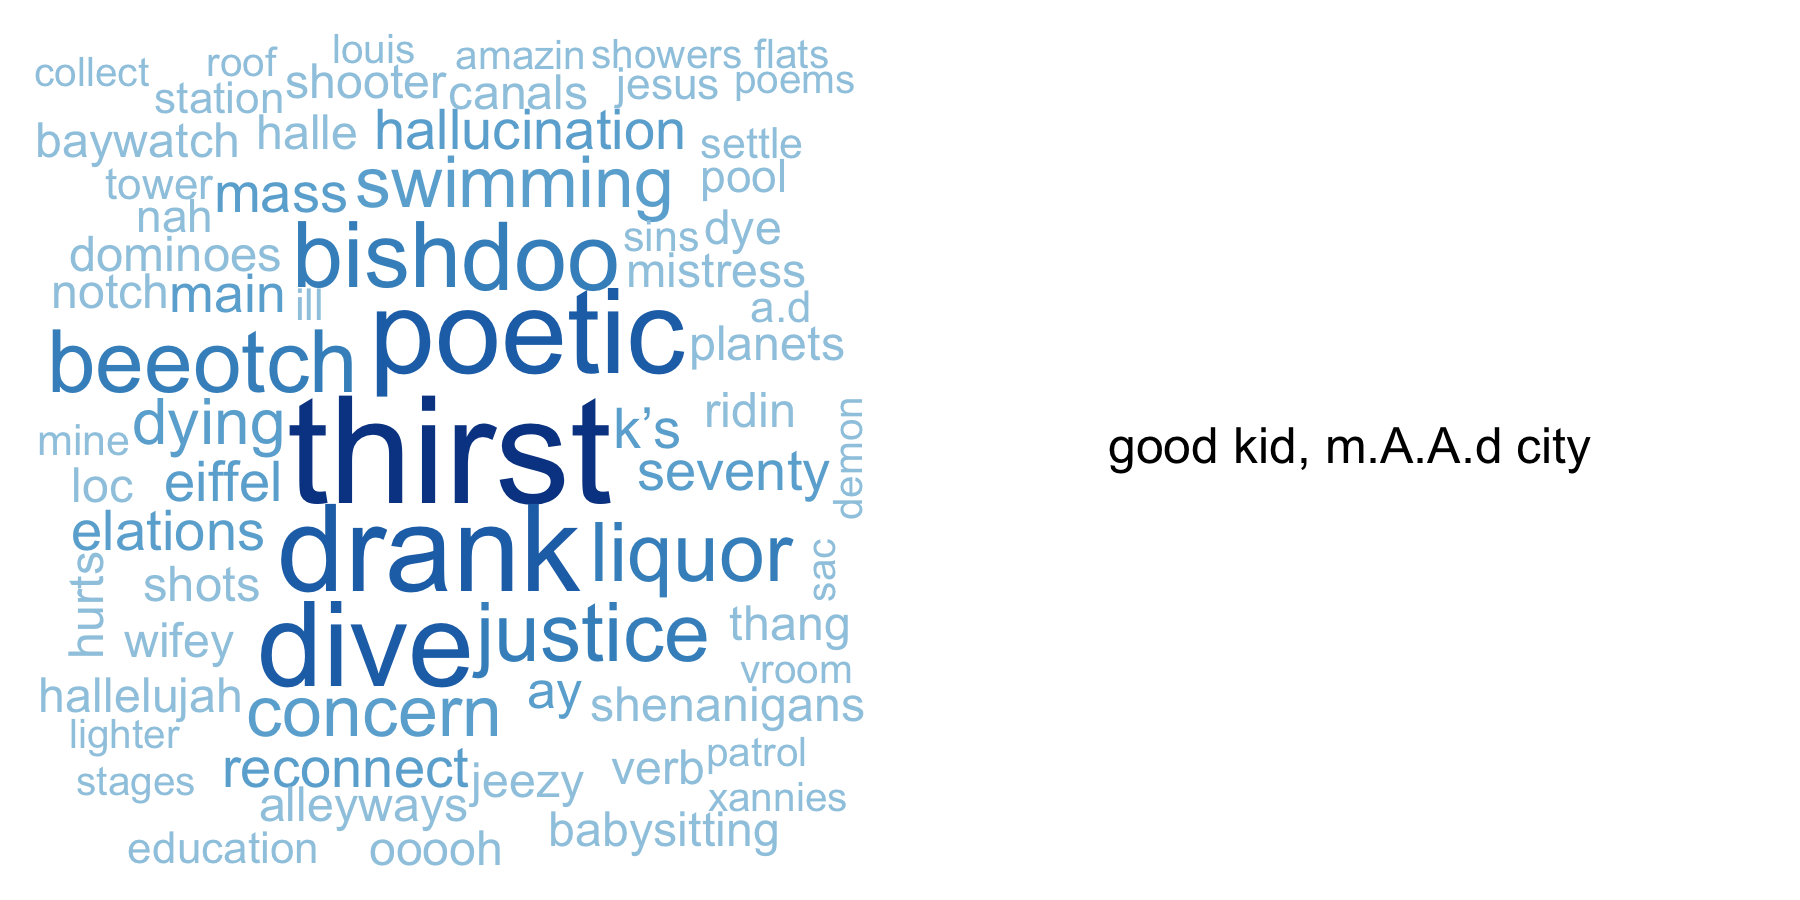 louis
amazin showers flats
collect roof shooter canals jesus poems
station
baywatch halle hallucination settle
tower mass swimming pool
nah
dominoes bish doo sins dye
notch main ill mistress
a.d
beeotch poetic planets
dying thirst k’s ridin demon
mine
loc eiffel seventy
good kid, m.A.A.d city
elations drank liquor sac
hurts shots
wifey dive justice thang
vroom
hallelujah concern ay shenanigans
lighter
stages reconnect jeezy verb patrol
alleyways xannies
education ooooh babysitting